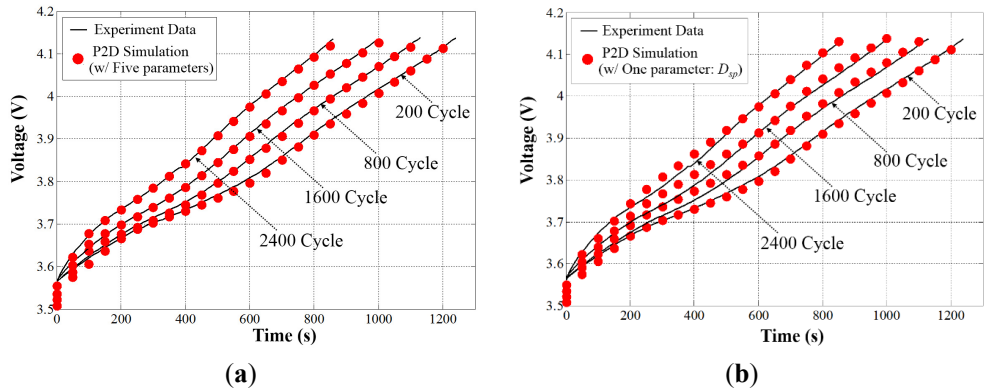 Experiment Data
P2D Simulation
(w/ Five parameters)
4.2
4.1
4
3.9
3.8
3.7
3.6
3.5
Voltage (V)
200 Cycle
800 Cycle
1600 Cycle
2400 Cycle
0
200
400
600
800
1000
1200
Time (s)
(a)
Experiment Data
P2D Simulation
(w/ One parameter: Dsp)
4.2
4.1
4
3.9
3.8
3.7
3.6
3.5
Voltage (V)
200 Cycle
800 Cycle
1600 Cycle
2400 Cycle
0
200
400
600
800
1000
1200
Time (s)
(b)